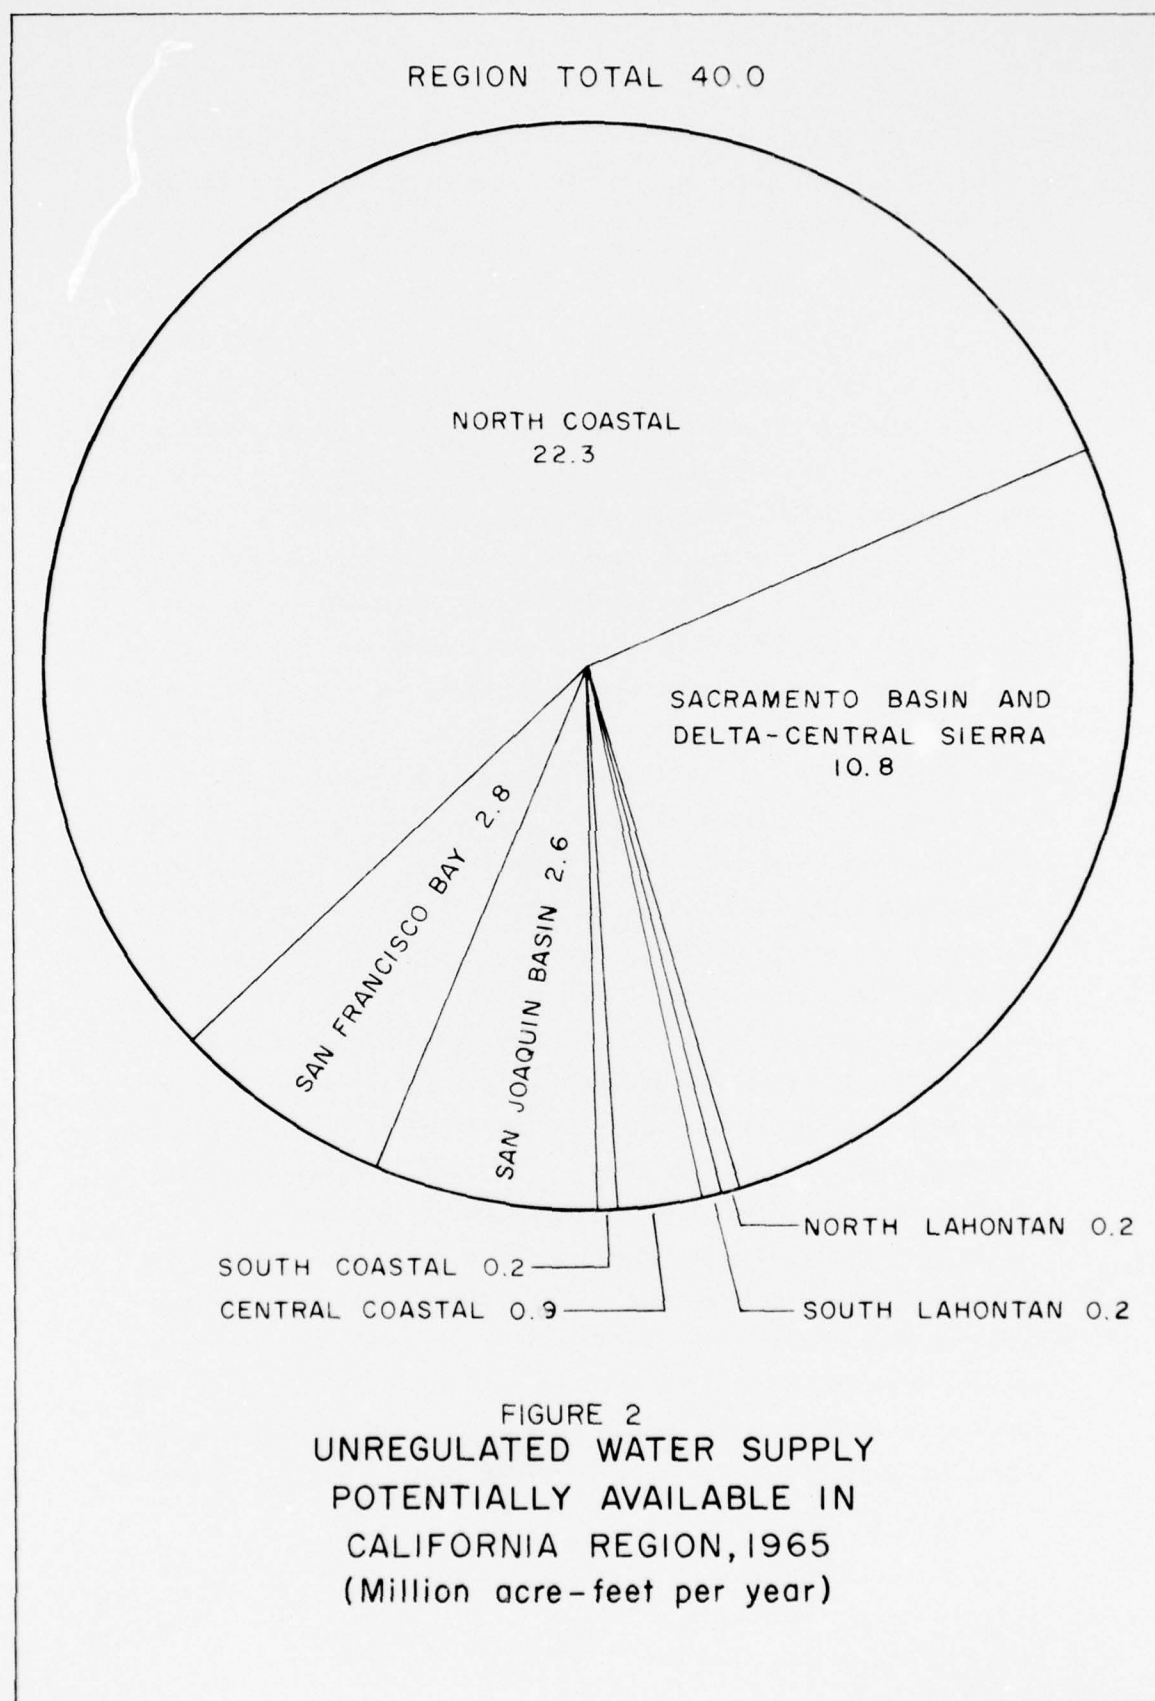 REGION TOTAL 40.0
NORTH COASTAL
22.3
SACRAMENTO BASIN AND
DELTA-CENTRAL SIERRA
10.8
SAN FRANCISCO BAY 2.8
SAN JOAQUIN BASIN 2.6
NORTH LAHONTAN 0.2
SOUTH COASTAL 0.2
CENTRAL COASTAL 0.9
SOUTH LAHONTAN 0.2
FIGURE 2
UNREGULATED WATER SUPPLY
POTENTIALLY AVAILABLE IN
CALIFORNIA REGION, 1965
(Million acre-feet per year)